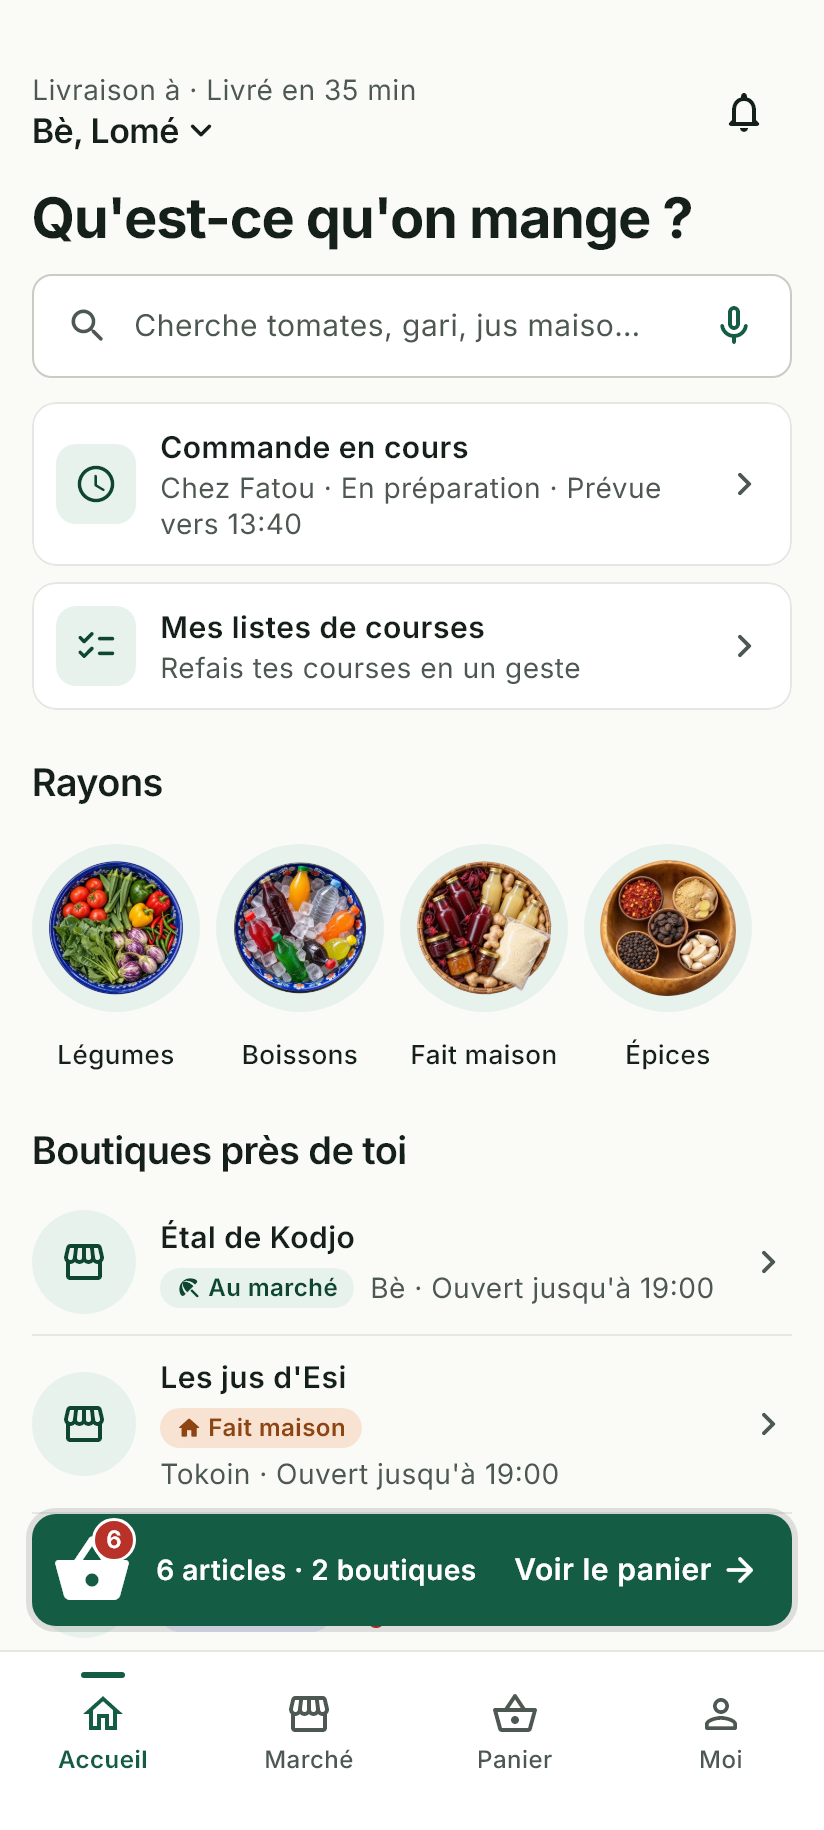 Livraison à · Livré en 35 min
Bè, Lomé
Qu'est-ce qu'on mange ?
Cherche tomates, gari, jus maiso...
Commande en cours
Chez Fatou · En préparation · Prévue
vers 13:40
Mes listes de courses
Refais tes courses en un geste
Rayons
Légumes
Boissons
Fait maison
Épices
Boutiques près de toi
Étal de Kodjo
Au marché
Bè · Ouvert jusqu'à 19:00
Les jus d'Esi
Fait maison
Tokoin · Ouvert jusqu'à 19:00
6
6 articles · 2 boutiques
Voir le panier
Accueil
Marché
Panier
Moi